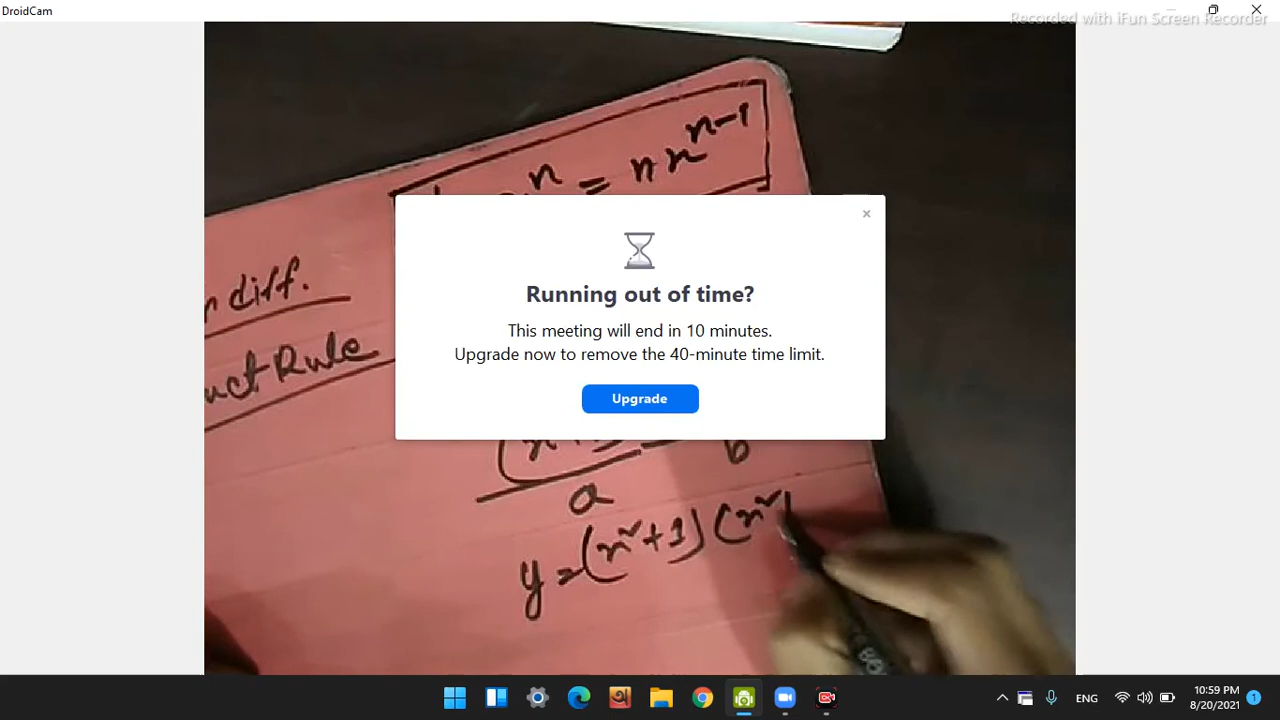 DroidCam
Recorded with iFun Screen Recorder
n = n x^{n-1}
diff.
Rule
Running out of time?
This meeting will end in 10 minutes.
Upgrade now to remove the 40-minute time limit.
Upgrade
b
a
y = (x²+1) (x²
ENG
10:59 PM
8/20/2021
1